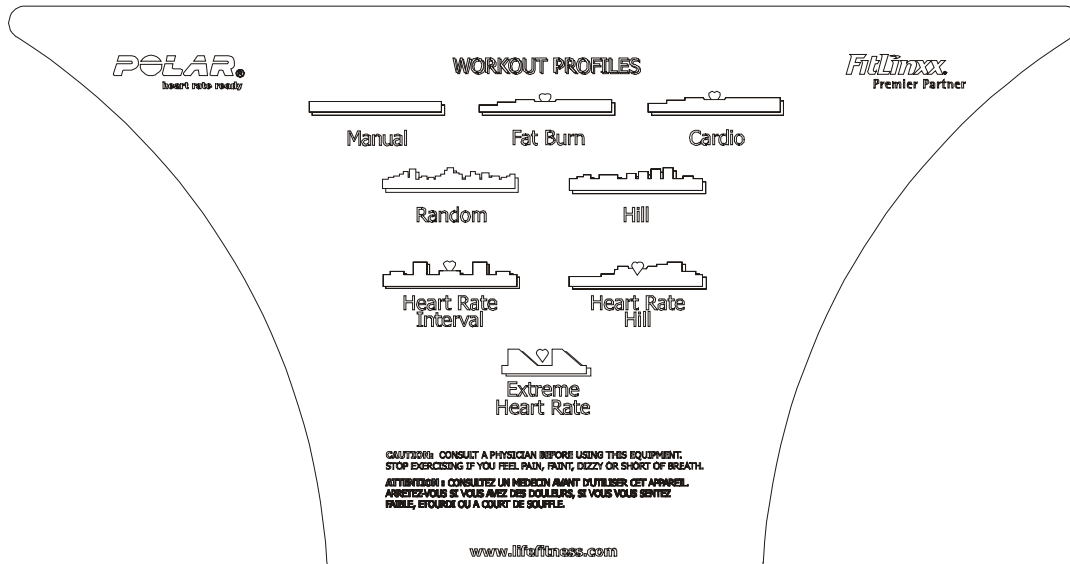 POLAR®
heart rate ready
WORKOUT PROFILES
FitLinxx®
Premier Partner
Manual
Fat Burn
Cardio
Random
Hill
Heart Rate
Interval
Heart Rate
Hill
Extreme
Heart Rate
CAUTION: CONSULT A PHYSICIAN BEFORE USING THIS EQUIPMENT.
STOP EXERCISING IF YOU FEEL PAIN, FAINT, DIZZY OR SHORT OF BREATH.
ATTENTION : CONSULTEZ UN MEDECIN AVANT D'UTILISER CET APPAREIL.
ARRETEZ-VOUS SI VOUS AVEZ DES DOULEURS, SI VOUS VOUS SENTEZ
FAIBLE, ETOURDI OU A COURT DE SOUFFLE.
www.lifefitness.com